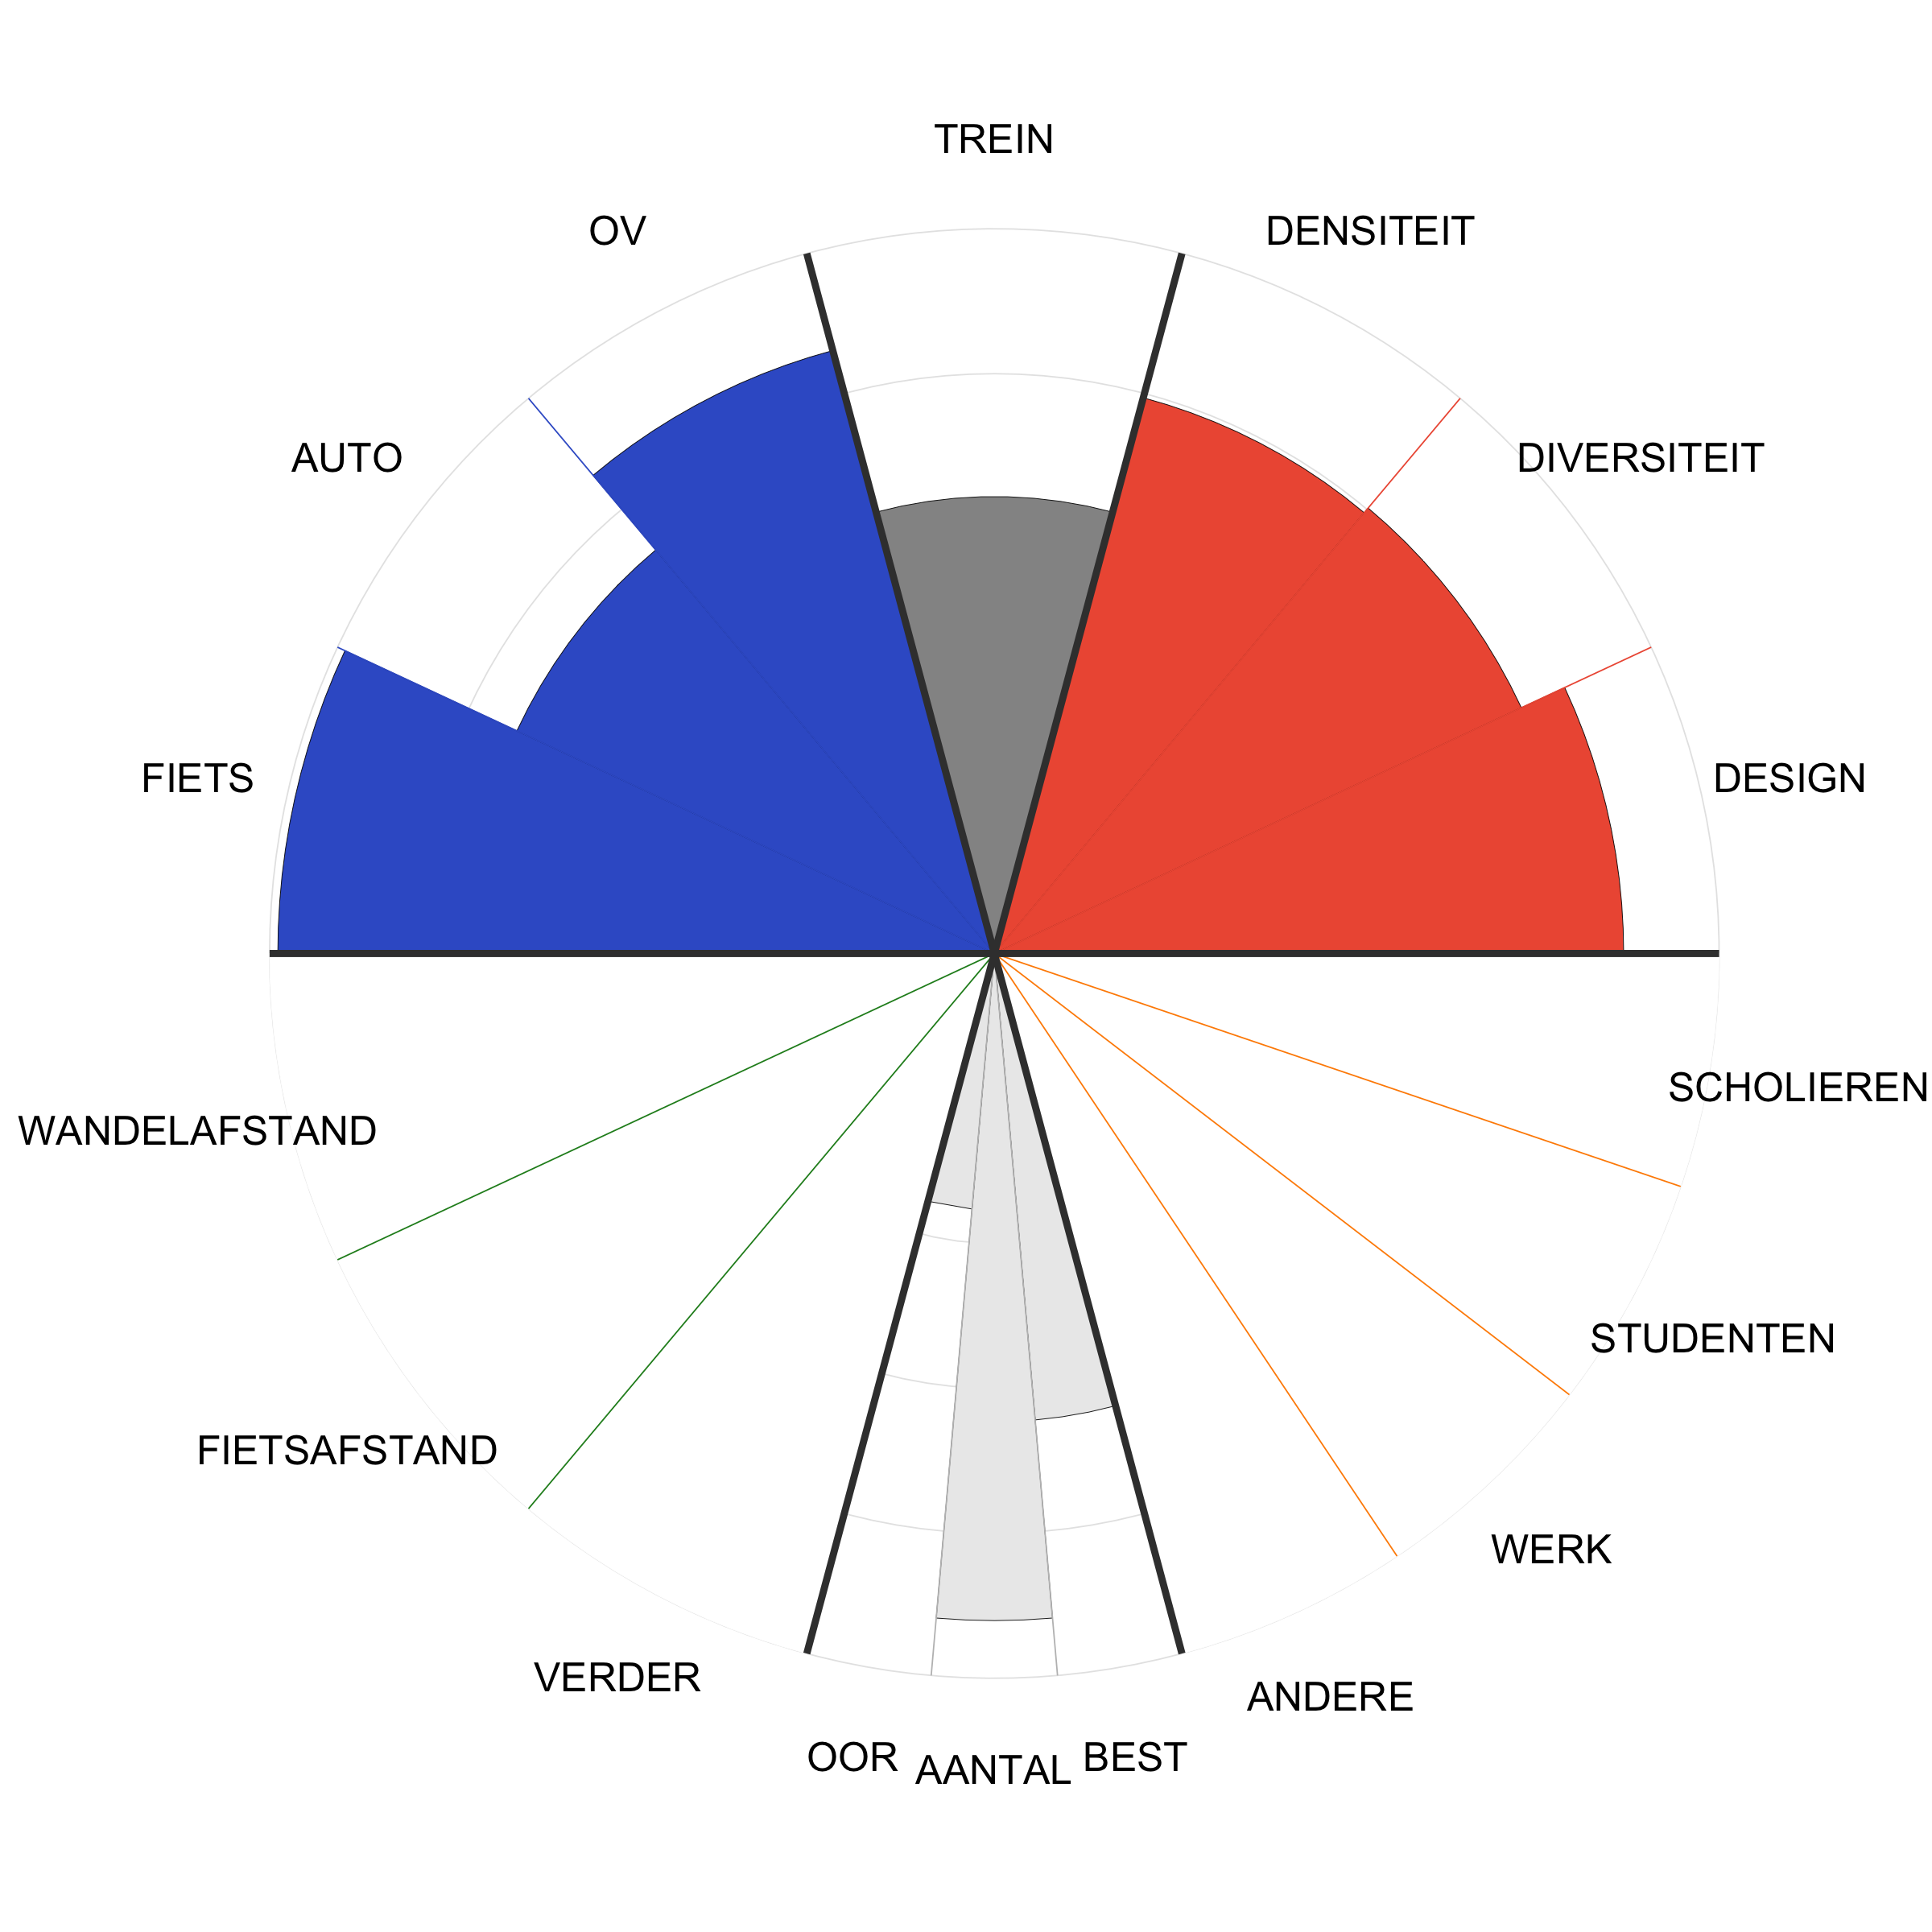 TREIN
OV
DENSITEIT
AUTO
DIVERSITEIT
FIETS
DESIGN
SCHOLIEREN
WANDELAFSTAND
STUDENTEN
FIETSAFSTAND
WERK
VERDER
ANDERE
OOR
AANTAL
BEST